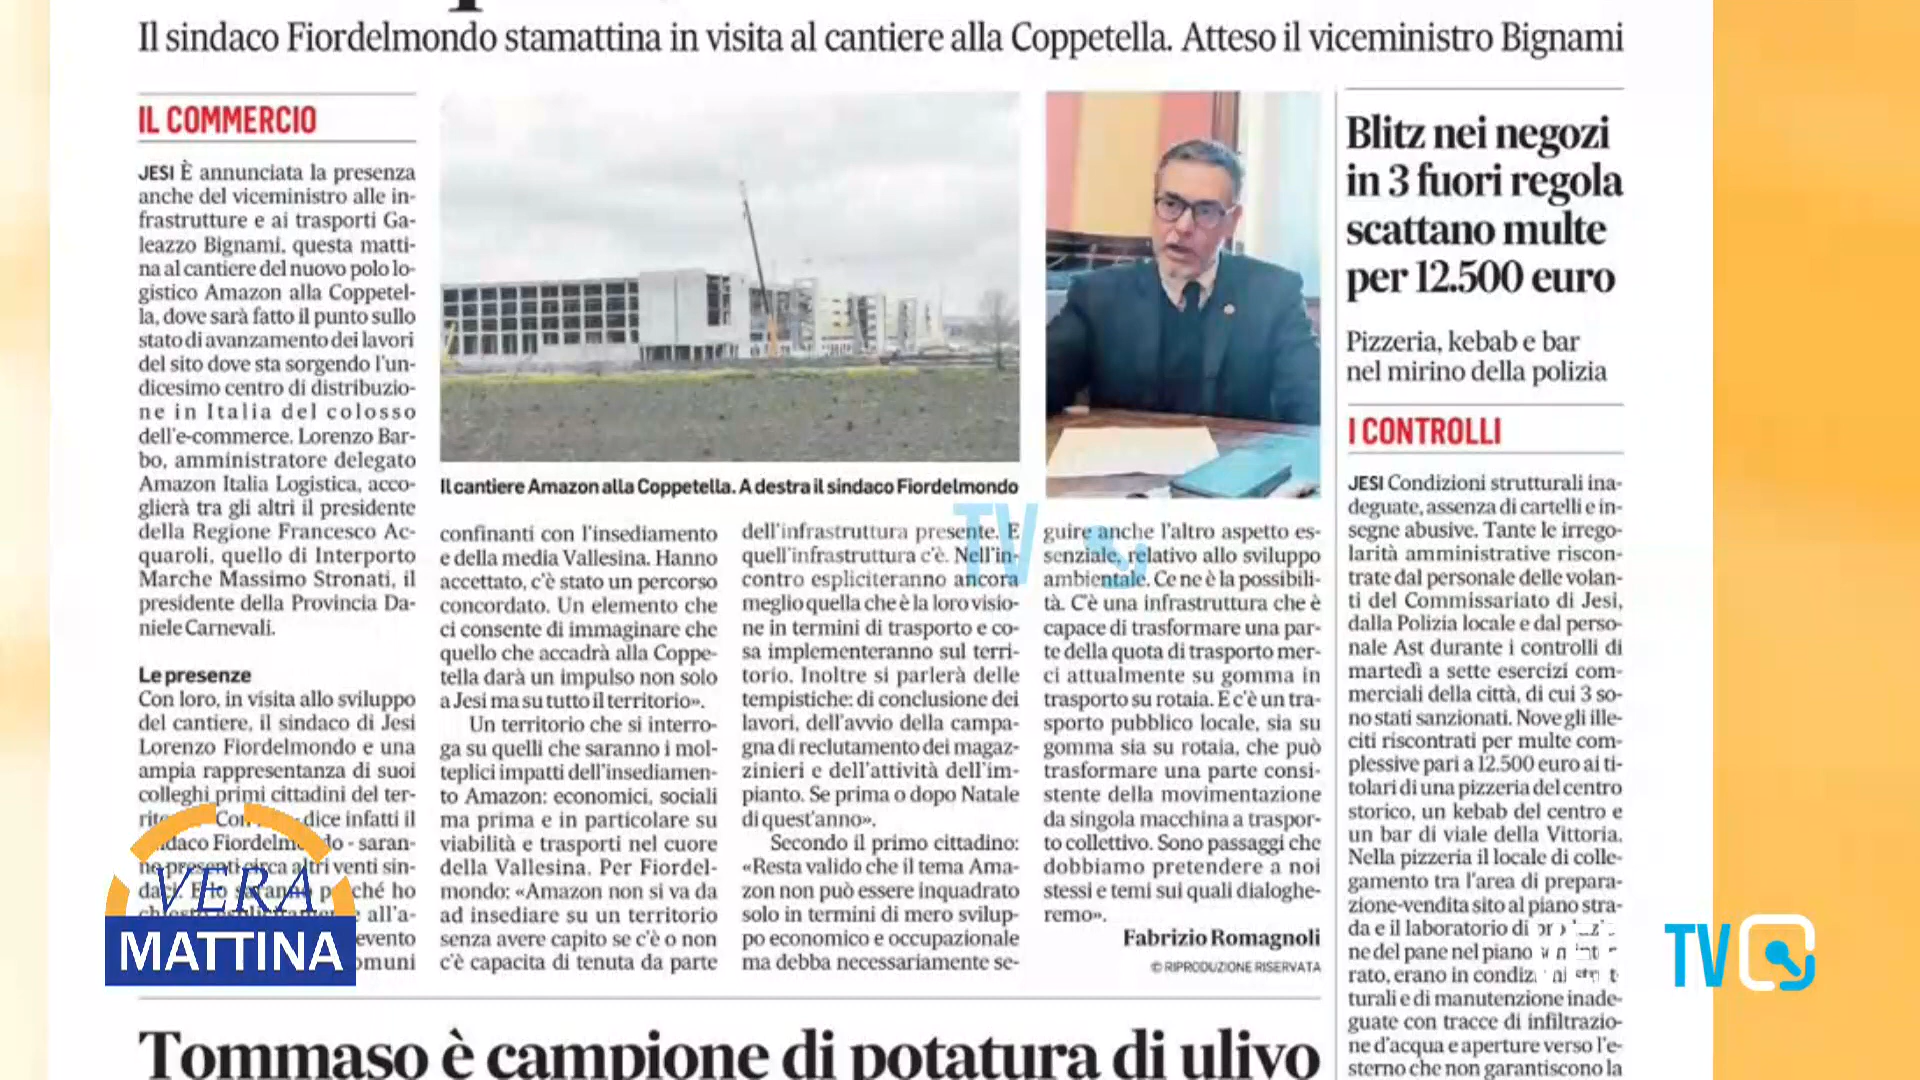 Il sindaco Fiordelmondo stamattina in visita al cantiere alla Coppetella. Atteso il viceministro Bignami
IL COMMERCIO
JESI È annunciata la presenza
anche del viceministro alle in-
frastrutture e ai trasporti Ga-
leazzo Bignami, questa matti-
na al cantiere del nuovo polo lo-
gistico Amazon alla Coppetel-
la, dove sarà fatto il punto sullo
stato di avanzamento dei lavori
del sito dove sta sorgendo l'un-
dicesimo centro di distribuzio-
ne in Italia del colosso
dell'e-commerce. Lorenzo Bar-
bo, amministratore delegato
Amazon Italia Logistica, acco-
glierà tra gli altri il presidente
della Regione Francesco Ac-
quaroli, quello di Interporto
Marche Massimo Stronati, il
presidente della Provincia Da-
niele Carnevali.
Le presenze
Con loro, in visita allo sviluppo
del cantiere, il sindaco di Jesi
Lorenzo Fiordelmondo e una
ampia rappresentanza di suoi
colleghi primi cittadini del ter-
dice infatti il
saran-
no presenti circa altri venti sin-
ho
all'a-
evento
omuni
Il cantiere Amazon alla Coppetella. A destra il sindaco Fiordelmondo
confinanti con l'insediamento
e della media Vallesina. Hanno
accettato, c'è stato un percorso
concordato. Un elemento che
ci consente di immaginare che
quello che accadrà alla Coppe-
tella darà un impulso non solo
a Jesi ma su tutto il territorio».
Un territorio che si interro-
ga su quelli che saranno i mol-
teplici impatti dell'insediamen-
to Amazon: economici, sociali
ma prima e in particolare su
viabilità e trasporti nel cuore
della Vallesina. Per Fiordel-
mondo: «Amazon non si va da
ad insediare su un territorio
senza avere capito se c'è o non
c'è capacita di tenuta da parte
dell'infrastruttura presente. E
quell'infrastruttura c'è. Nell'in-
contro espliciteranno ancora
meglio quella che è la loro visio-
ne in termini di trasporto e co-
sa implementeranno sul terri-
torio. Inoltre si parlerà delle
tempistiche: di conclusione dei
lavori, dell'avvio della campa-
gna di reclutamento dei magaz-
zinieri e dell'attività dell'im-
pianto. Se prima o dopo Natale
di quest'anno».
Secondo il primo cittadino:
«Resta valido che il tema Ama-
zon non può essere inquadrato
solo in termini di mero svilup-
po economico e occupazionale
ma debba necessariamente se-
guire anche l'altro aspetto es-
senziale, relativo allo sviluppo
ambientale. Ce ne è la possibili-
tà. C'è una infrastruttura che è
capace di trasformare una par-
te della quota di trasporto mer-
ci attualmente su gomma in
trasporto su rotaia. E c'è un tra-
sporto pubblico locale, sia su
gomma sia su rotaia, che può
trasformare una parte consi-
stente della movimentazione
da singola macchina a traspor-
to collettivo. Sono passaggi che
dobbiamo pretendere a noi
stessi e temi sui quali dialoghe-
remo».
Fabrizio Romagnoli
© RIPRODUZIONE RISERVATA
Blitz nei negozi
in 3 fuori regola
scattano multe
per 12.500 euro
Pizzeria, kebab e bar
nel mirino della polizia
I CONTROLLI
JESI Condizioni strutturali ina-
deguate, assenza di cartelli e in-
segne abusive. Tante le irrego-
larità amministrative riscon-
trate dal personale delle volan-
ti del Commissariato di Jesi,
dalla Polizia locale e dal perso-
nale Ast durante i controlli di
martedì a sette esercizi com-
merciali della città, di cui 3 so-
no stati sanzionati. Nove gli ille-
citi riscontrati per multe com-
plessive pari a 12.500 euro ai ti-
tolari di una pizzeria del centro
storico, un kebab del centro e
un bar di viale della Vittoria.
Nella pizzeria il locale di colle-
gamento tra l'area di prepara-
zione-vendita sito al piano stra-
da e il laboratorio di
ne del pane nel piano
rato, erano in
turali e di manutenzione inade-
guate con tracce di infiltrazio-
ne d'acqua e aperture verso l'e-
sterno che non garantiscono la
Tommaso è campione di potatura di ulivo
VERA
MATTINA
TV
TV